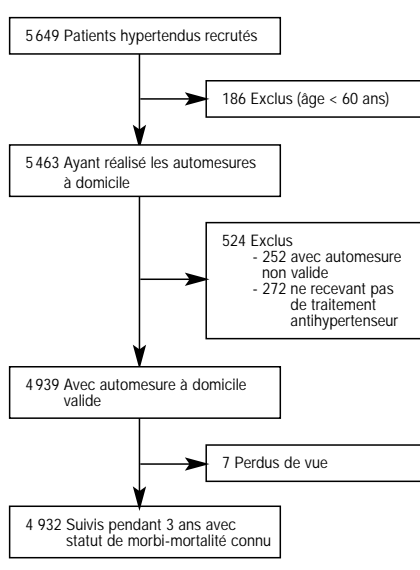 5 649 Patients hypertendus recrutés
186 Exclus (âge < 60 ans)
5 463 Ayant réalisé les automesures
à domicile
524 Exclus
- 252 avec automesure
non valide
- 272 ne recevant pas
de traitement
antihypertenseur
4 939 Avec automesure à domicile
valide
7 Perdus de vue
4 932 Suivis pendant 3 ans avec
statut de morbi-mortalité connu